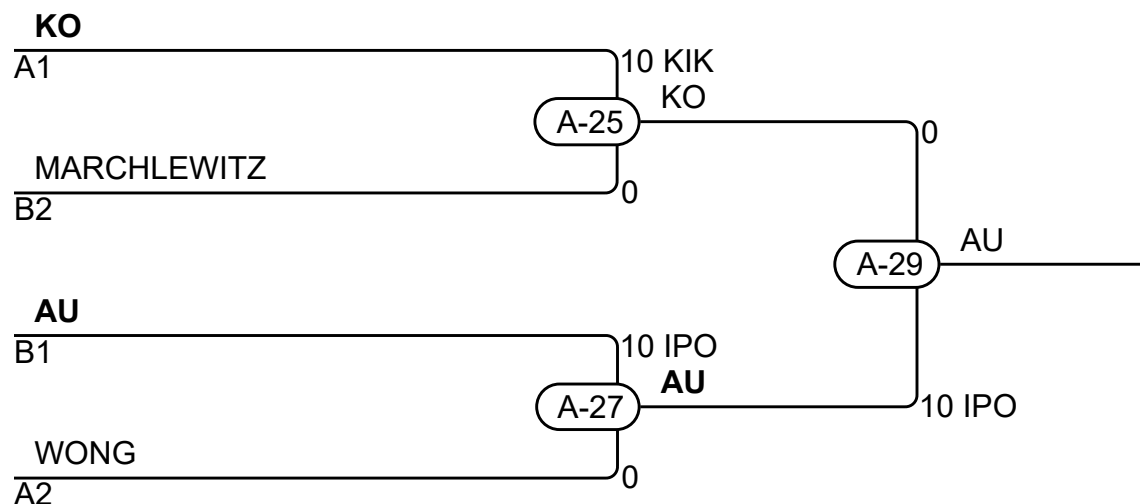 KO
A1
10 KIK
KO
A-25
0
MARCHLEWITZ
B2
0
AU
A-29
AU
B1
10 IPO
AU
A-27
10 IPO
WONG
A2
0